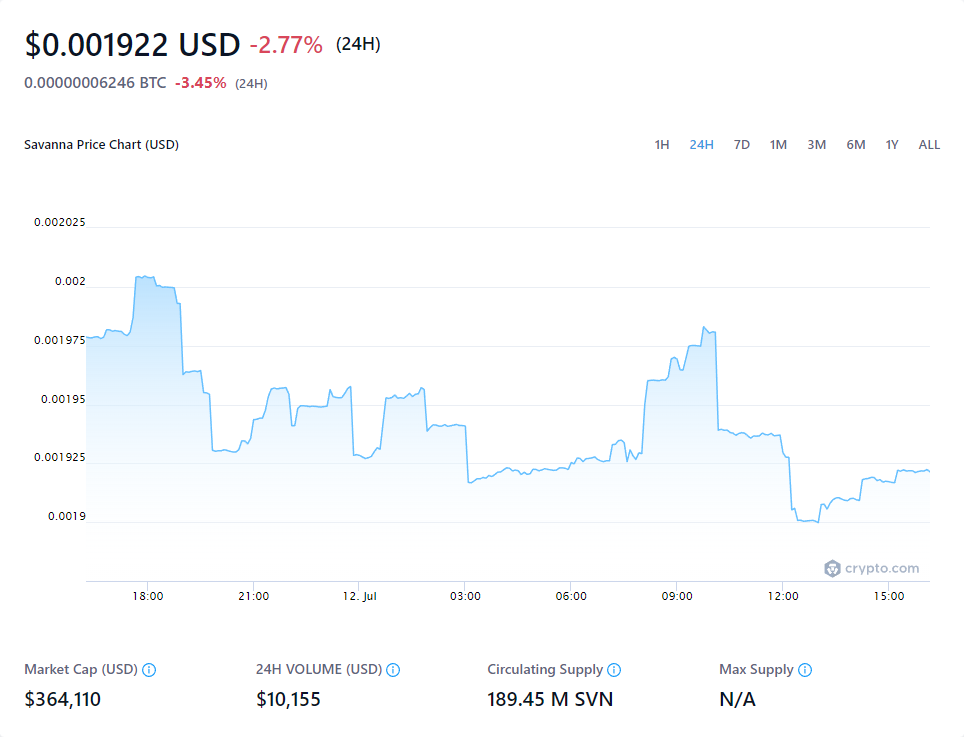 $0.001922 USD -2.77% (24H)
0.00000006246 BTC -3.45% (24H)
Savanna Price Chart (USD) 1H 24H 7D 1M 3M 6M 1Y ALL
0.002025
0.002
0.001975
0.00195
0.001925
0.0019
crypto.com
18:00 21:00 12. Jul 03:00 06:00 09:00 12:00 15:00
Market Cap (USD) 24H VOLUME (USD) Circulating Supply Max Supply
$364,110 $10,155 189.45 M SVN N/A